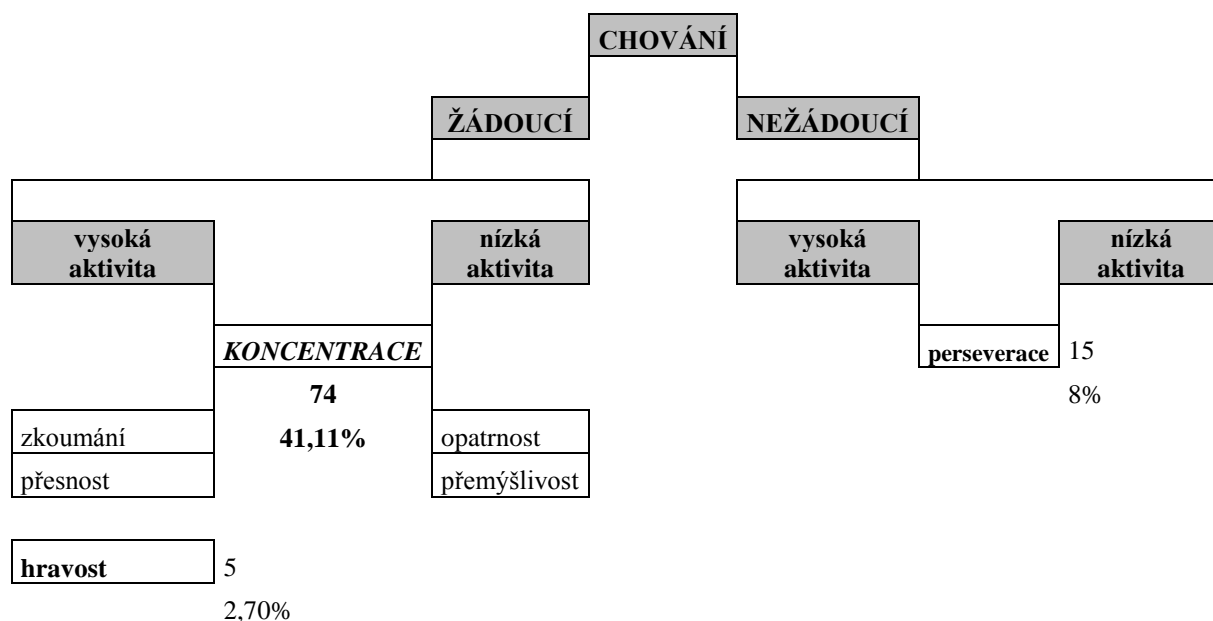 CHOVÁNÍ
ŽÁDOUCÍ
NEŽÁDOUCÍ
vysoká
aktivita
nízká
aktivita
vysoká
aktivita
nízká
aktivita
KONCENTRACE
perseverace 15
74
8%
zkoumání
41,11%
opatrnost
přesnost
přemýšlivost
hravost 5
2,70%